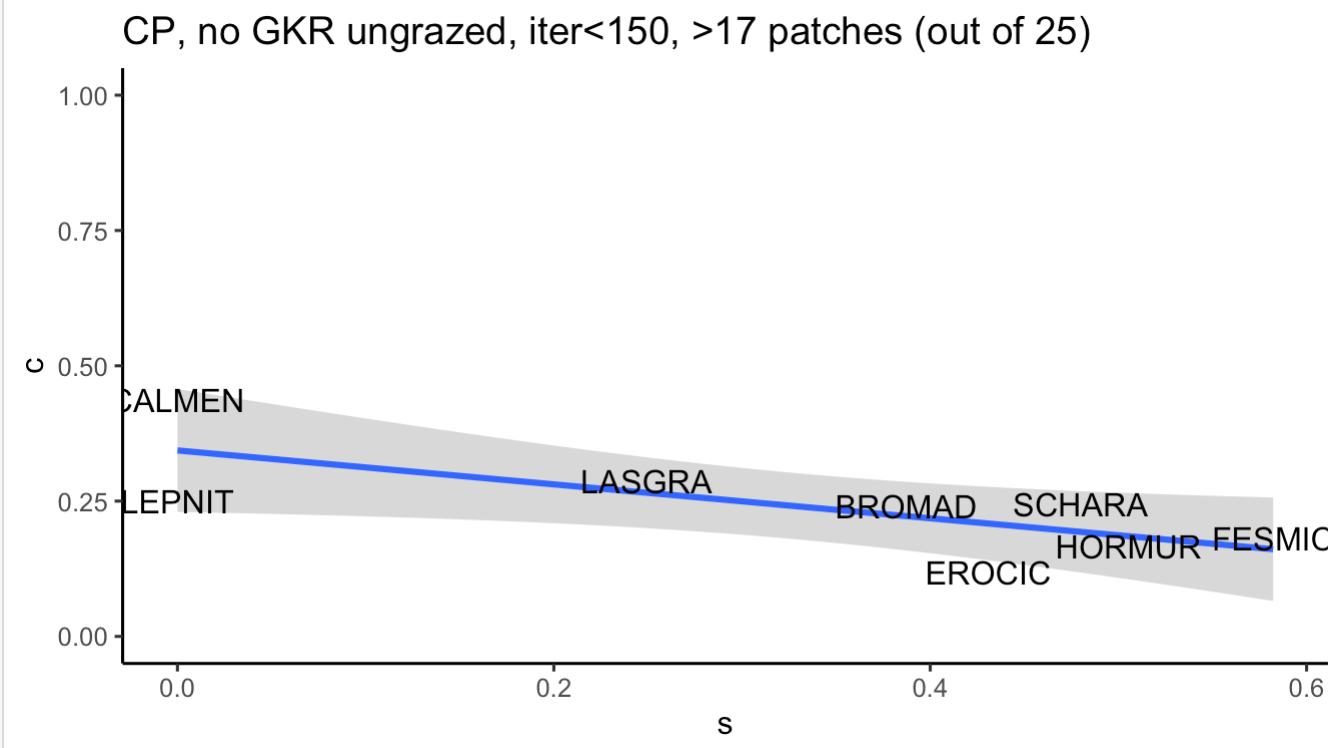 CP, no GKR ungrazed, iter<150, >17 patches (out of 25)
1.00
0.75
c
0.50
CALMEN
LASGRA
0.25
LEPNIT
BROMAD
SCHARA
HORMUR
FESMIC
EROCIC
0.00
0.0
0.2
0.4
0.6
s